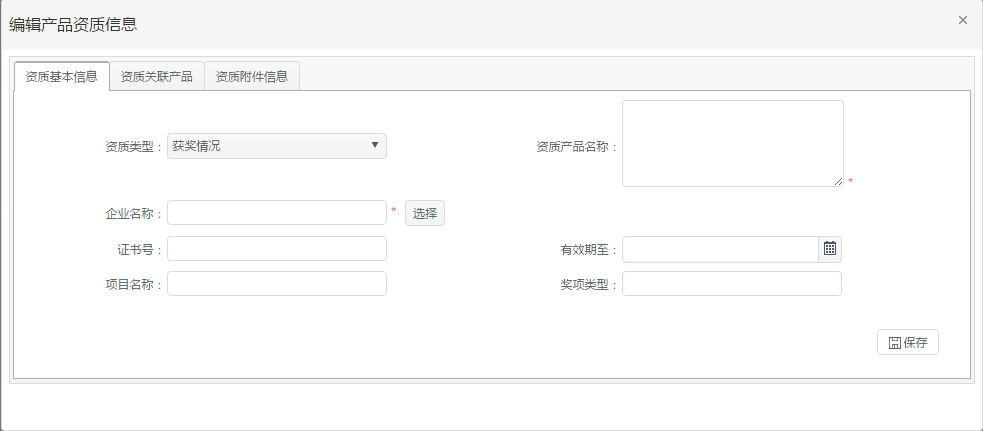 编辑产品资质信息 ×
资质基本信息 资质关联产品 资质附件信息
资质类型： 获奖情况 资质产品名称： *
企业名称： * 选择
证书号： 有效期至：
项目名称： 奖项类型：
保存